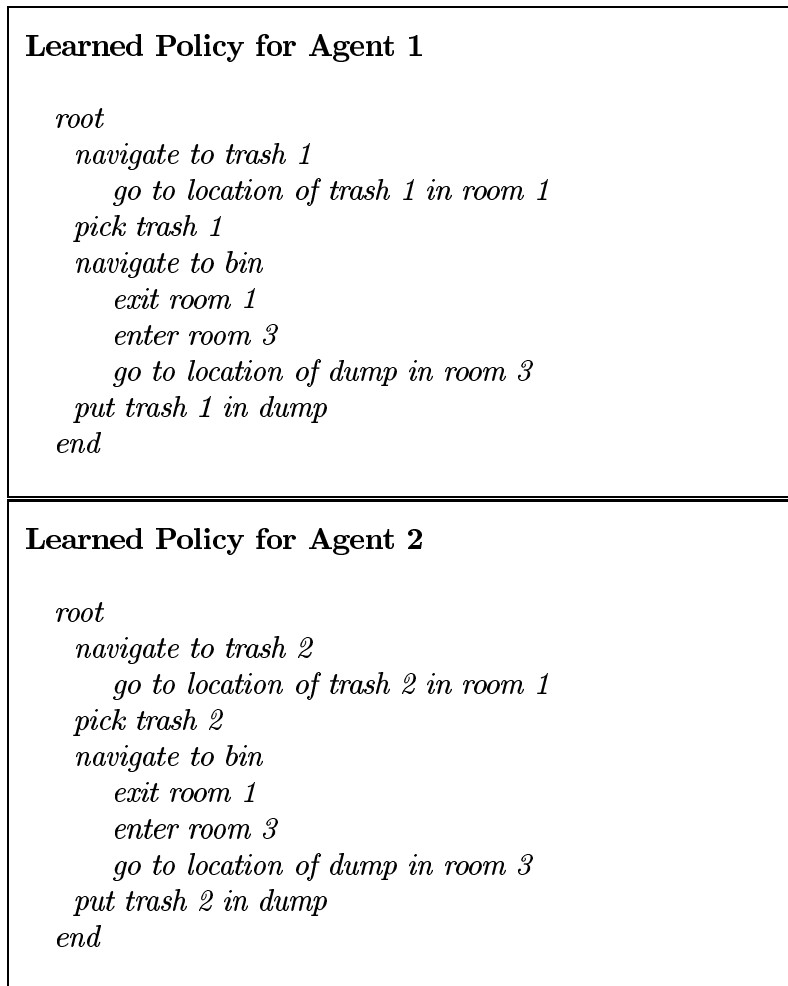 Learned Policy for Agent 1
root
navigate to trash 1
go to location of trash 1 in room 1
pick trash 1
navigate to bin
exit room 1
enter room 3
go to location of dump in room 3
put trash 1 in dump
end
Learned Policy for Agent 2
root
navigate to trash 2
go to location of trash 2 in room 1
pick trash 2
navigate to bin
exit room 1
enter room 3
go to location of dump in room 3
put trash 2 in dump
end